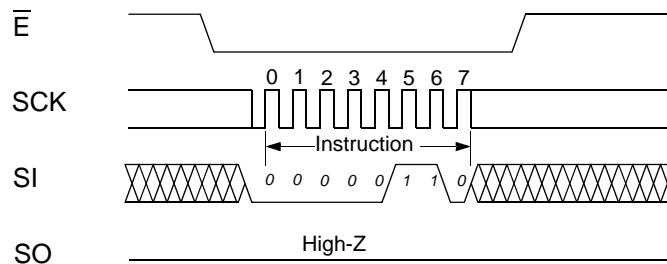 E̅
SCK
0 1 2 3 4 5 6 7
Instruction
SI
0 0 0 0 0 1 1 0
High-Z
SO